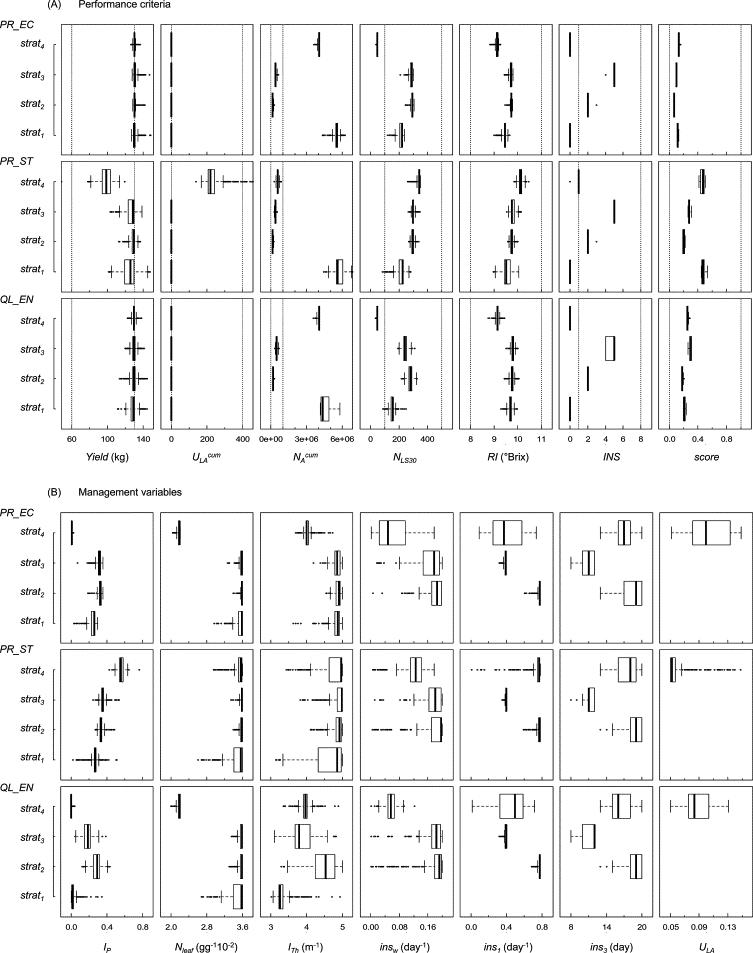 (A) Performance criteria
PR_EC
strat4
strat3
strat2
strat1
PR_ST
strat4
strat3
strat2
strat1
QL_EN
strat4
strat3
strat2
strat1
60 100 140 0 200 400 0e+00 3e+06 6e+06 0 200 500 8 9 10 11 0 2 4 6 8 0.0 0.4 0.8
Yield (kg) ULAcum NAcum NLS30 RI (°Brix) INS score
(B) Management variables
PR_EC
strat4
strat3
strat2
strat1
PR_ST
strat4
strat3
strat2
strat1
QL_EN
strat4
strat3
strat2
strat1
0.0 0.4 0.8 2.0 2.8 3.6 3 4 5 0.00 0.08 0.16 0.0 0.4 0.8 8 14 20 0.05 0.09 0.13
IP Nleaf (gg-110-2) ITh (m-1) insw (day-1) ins1 (day-1) ins3 (day) ULA